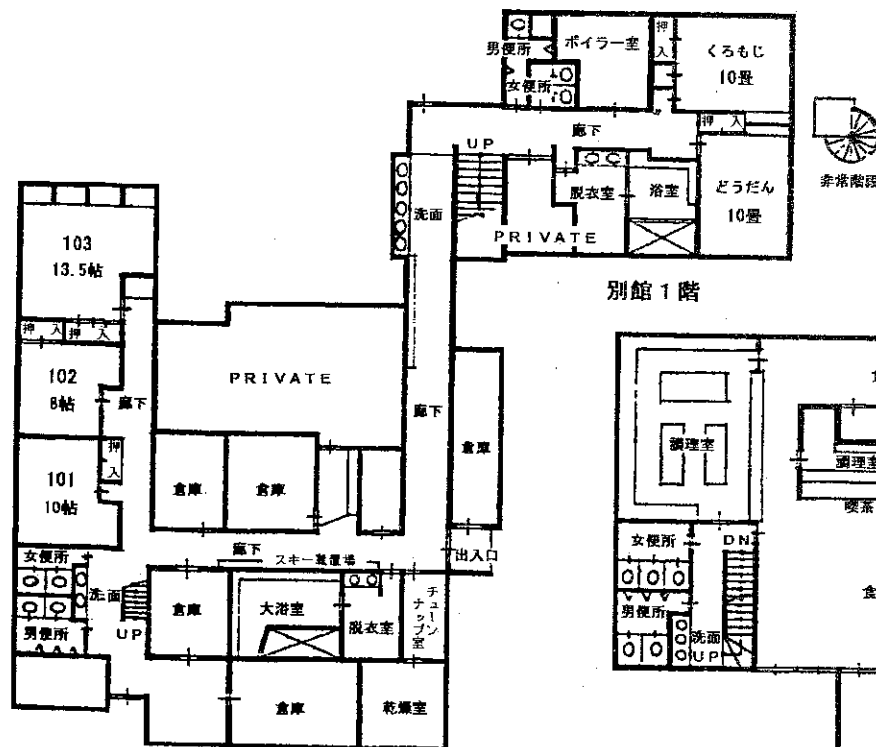 男便所
ボイラー室
押入
くろもじ
10畳
女便所
廊下
押入
UP
非常階段
洗面
脱衣室
浴室
どうだん
10畳
PRIVATE
別館1階
103
13.5帖
押入
押入
102
8帖
廊下
PRIVATE
廊下
倉庫
押入
101
10帖
倉庫
倉庫
調理室
調理室
喫茶
女便所
廊下
出入口
女便所
DN
洗面
倉庫
大浴室
脱衣室
チューンナップ室
男便所
UP
男便所
洗面
UP
食
倉庫
乾燥室